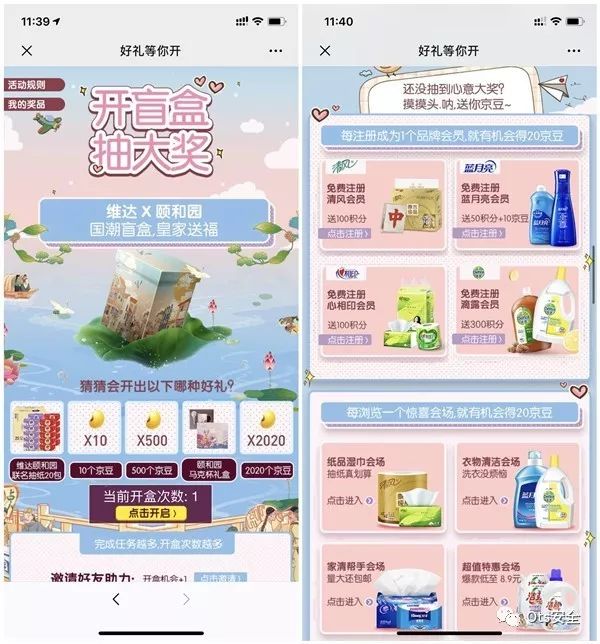 11:39
好礼等你开
活动规则
我的奖品
开盲盒
抽大奖
维达 X 颐和园
国潮盲盒,皇家送福
猜猜会开出以下哪种好礼?
X10
X500
X2020
维达颐和园
联名抽纸20包
10个京豆
500个京豆
颐和园
马克杯礼盒
2020个京豆
当前开盒次数: 1
点击开启
完成任务越多,开盒次数越多
邀请好友助力: 开盒机会+1
点击邀请
11:40
好礼等你开
还没抽到心意大奖?
摸摸头.呐,送你京豆~
每注册成为1个品牌会员,就有机会得20京豆
清风
免费注册
清风会员
送100积分
点击注册
蓝月亮
免费注册
蓝月亮会员
送50积分+10京豆
点击注册
心相印
免费注册
心相印会员
送100积分
点击注册
免费注册
滴露会员
送300积分
点击注册
每浏览一个惊喜会场,就有机会得20京豆
纸品湿巾会场
抽纸真划算
点击进入
衣物清洁会场
洗衣没烦恼
点击进入
蓝月亮
家清帮手会场
量大还包邮
点击进入
超值特惠会场
爆款低至 8.9元
点击进入
Ots安全